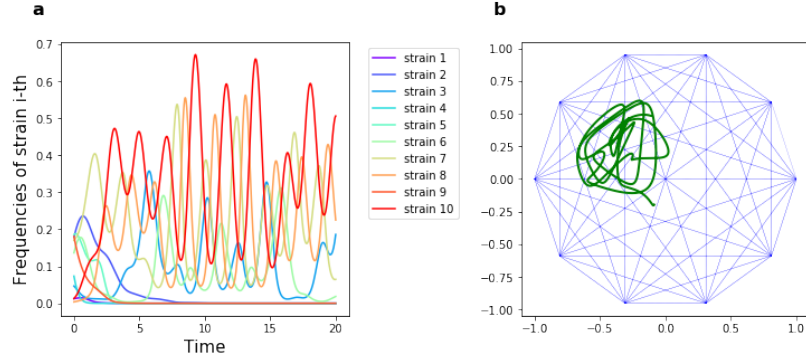 a
b
Frequencies of strain i-th
0.7
0.6
0.5
0.4
0.3
0.2
0.1
0.0
0
5
10
15
20
Time
strain 1
strain 2
strain 3
strain 4
strain 5
strain 6
strain 7
strain 8
strain 9
strain 10
1.00
0.75
0.50
0.25
0.00
−0.25
−0.50
−0.75
−1.00
−1.0
−0.5
0.0
0.5
1.0